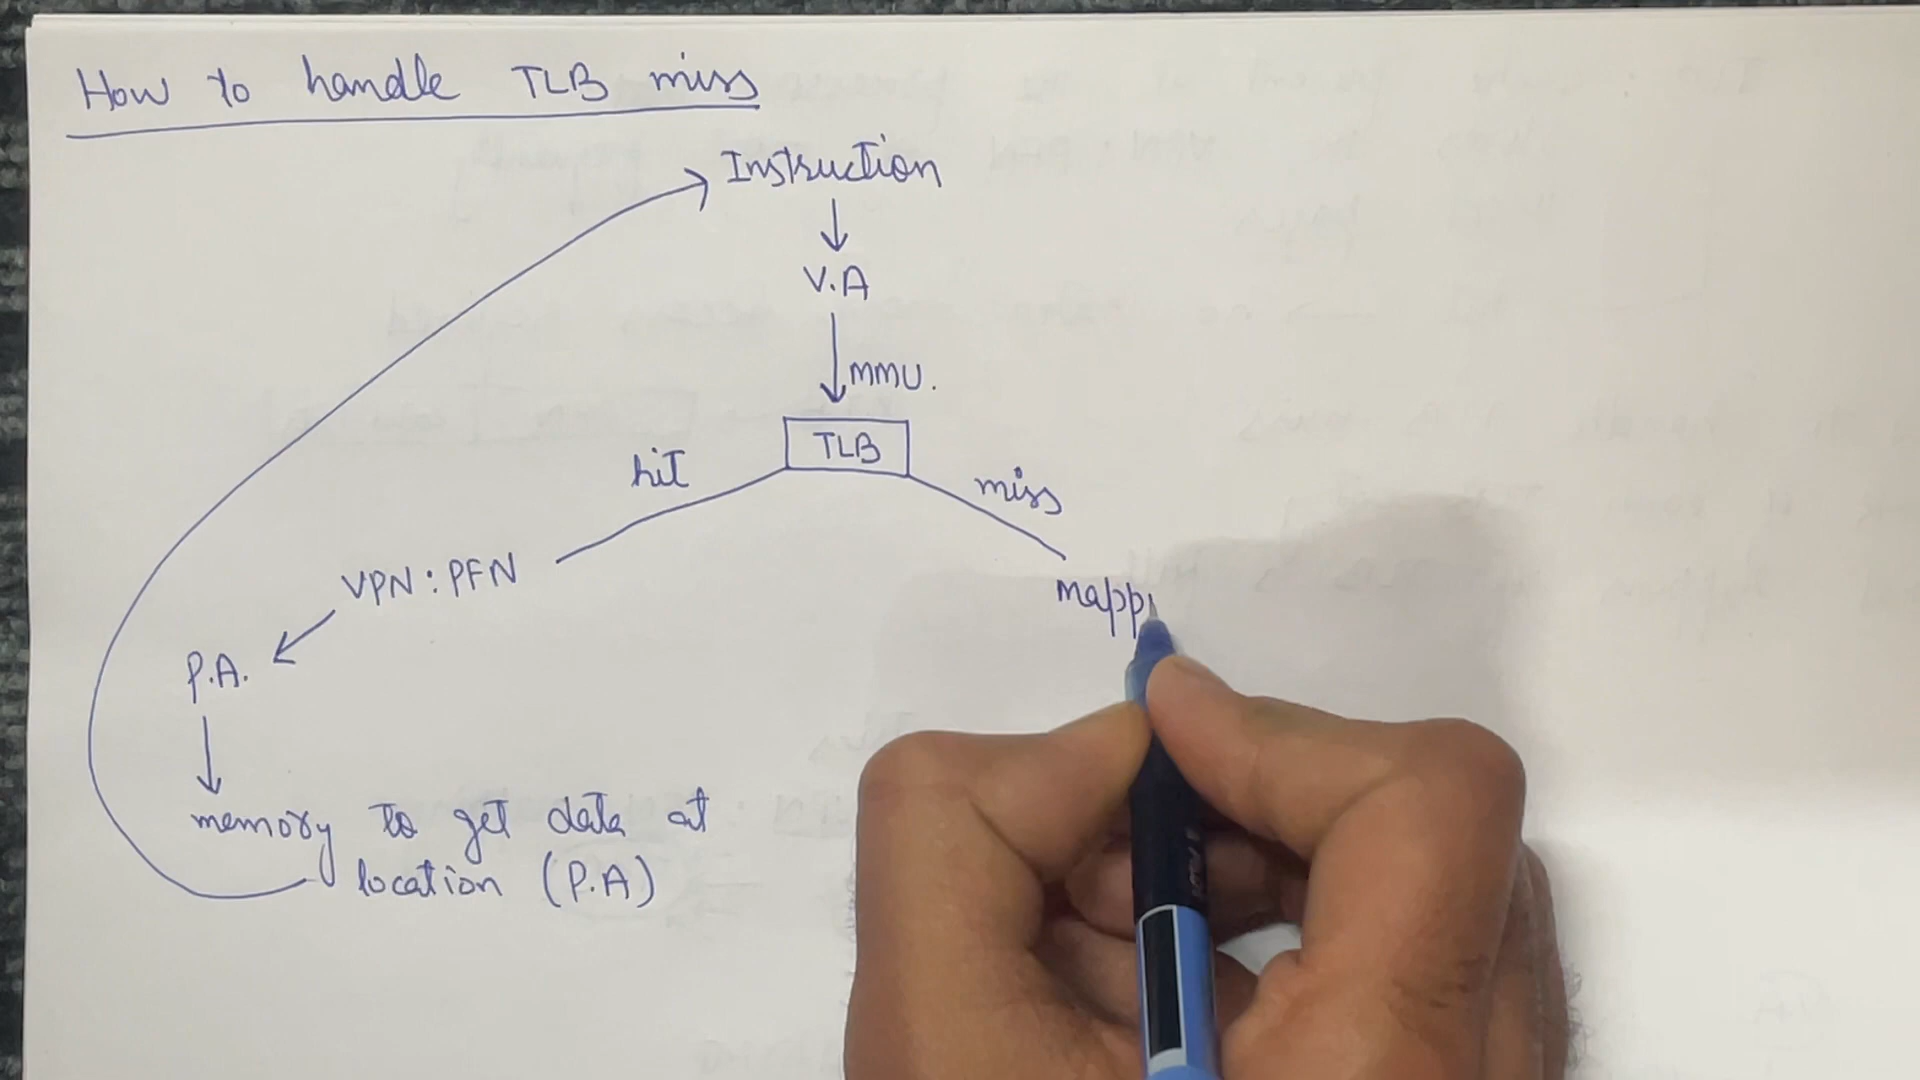 How to handle TLB miss
Instruction
V.A
MMU.
TLB
hit
miss
VPN : PFN
mapp
P.A.
memory to get data at
location (P.A)